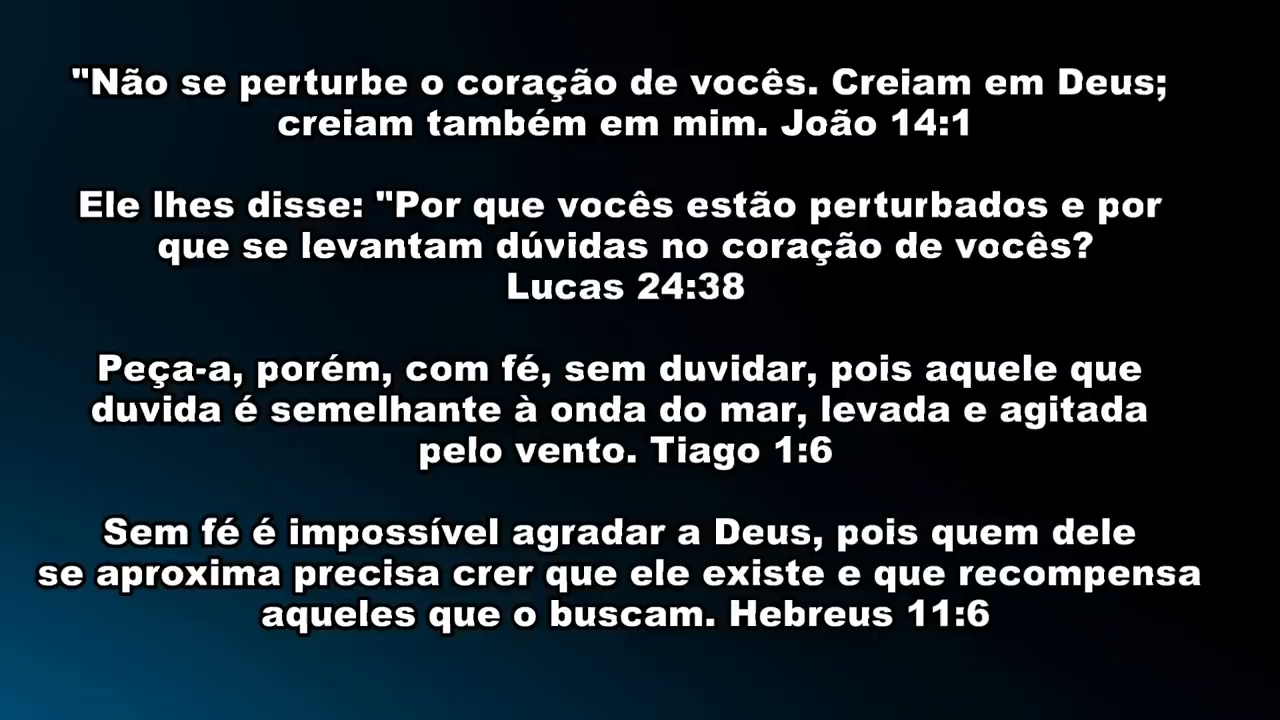 "Não se perturbe o coração de vocês. Creiam em Deus;
creiam também em mim. João 14:1
Ele lhes disse: "Por que vocês estão perturbados e por
que se levantam dúvidas no coração de vocês?
Lucas 24:38
Peça-a, porém, com fé, sem duvidar, pois aquele que
duvida é semelhante à onda do mar, levada e agitada
pelo vento. Tiago 1:6
Sem fé é impossível agradar a Deus, pois quem dele
se aproxima precisa crer que ele existe e que recompensa
aqueles que o buscam. Hebreus 11:6